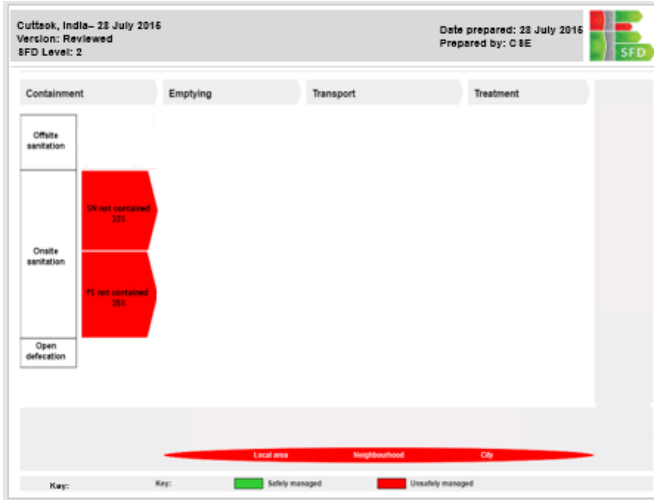 Cuttack, India– 28 July 2015
Version: Reviewed
SFD Level: 2
Date prepared: 28 July 2015
Prepared by: CSE
SFD
Containment
Emptying
Transport
Treatment
Offsite
sanitation
SN not contained
32%
Onsite
sanitation
FS not contained
35%
Open
defecation
Local area
Neighbourhood
City
Key:
Key:
Safely managed
Unsafely managed